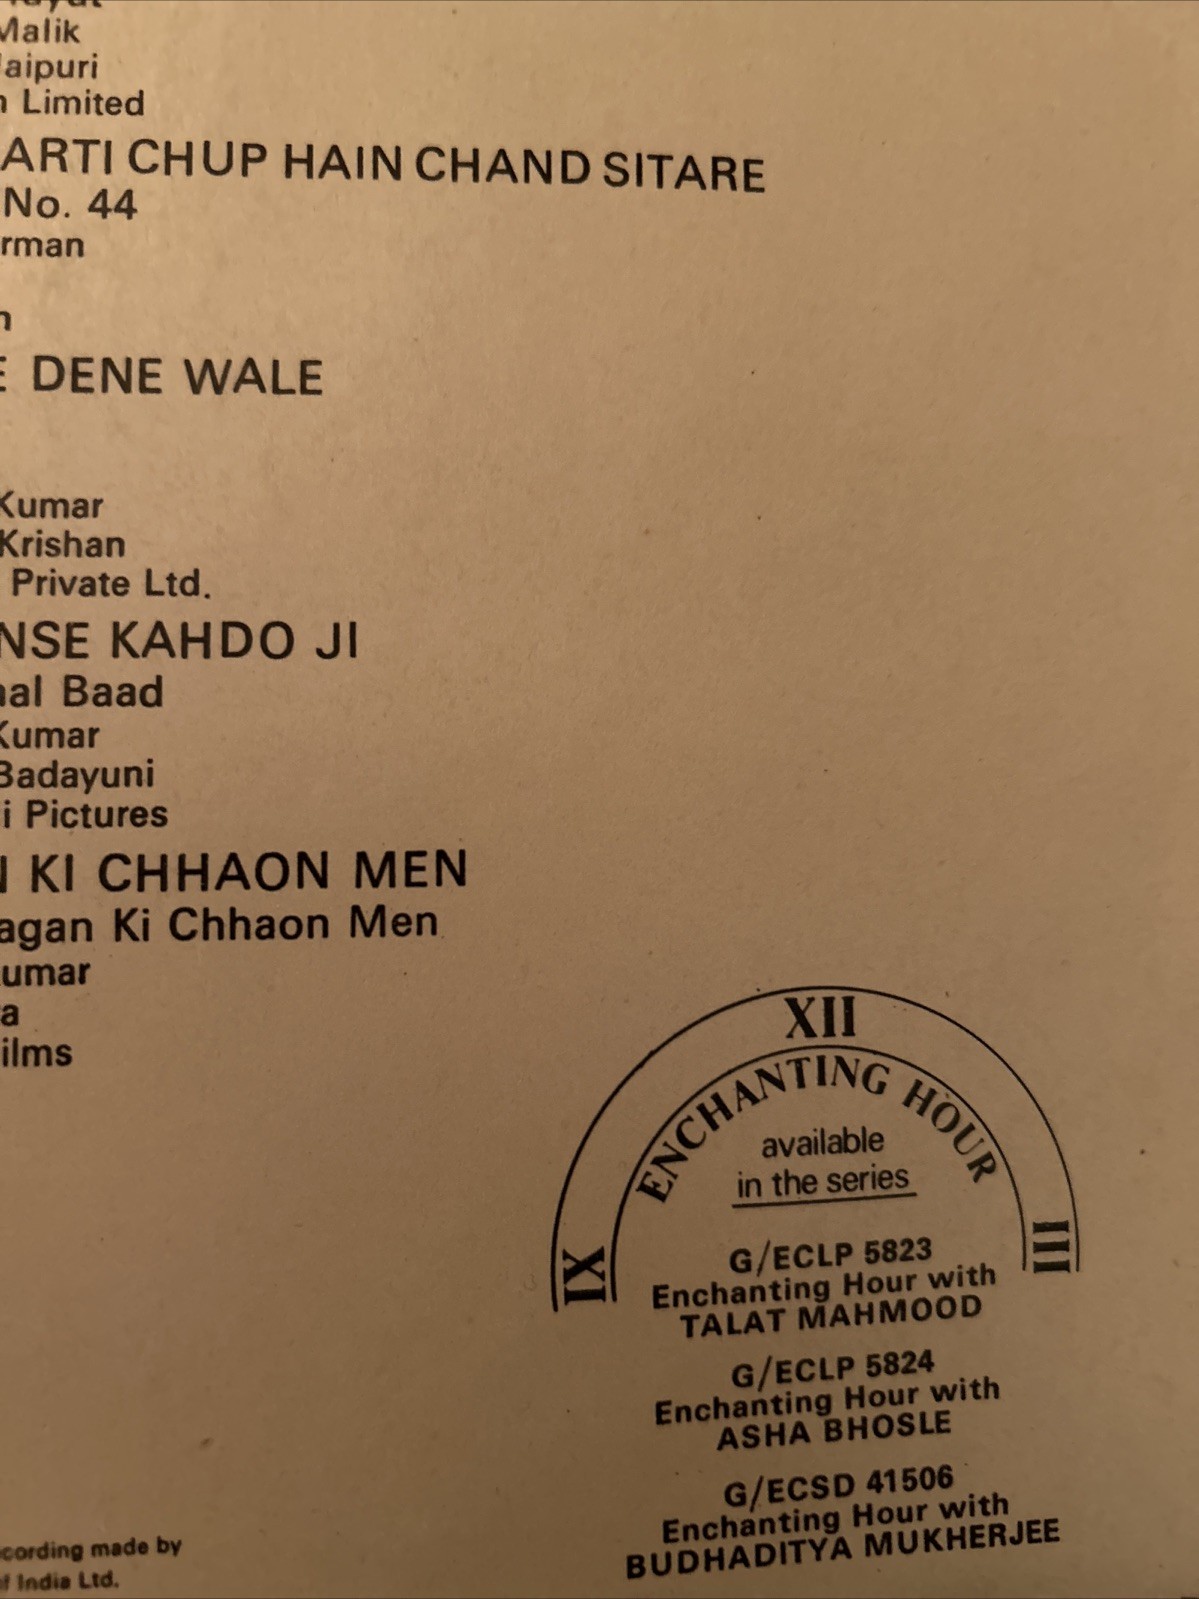 Malik
aipuri
Limited
ARTI CHUP HAIN CHAND SITARE
No. 44
rman
E DENE WALE
Kumar
Krishan
Private Ltd.
NSE KAHDO JI
aal Baad
Kumar
Badayuni
i Pictures
N KI CHHAON MEN
agan Ki Chhaon Men
umar
a
ilms
XII
ENCHANTING HOUR
available
in the series
IX
III
G/ECLP 5823
Enchanting Hour with
TALAT MAHMOOD
G/ECLP 5824
Enchanting Hour with
ASHA BHOSLE
G/ECSD 41506
Enchanting Hour with
BUDHADITYA MUKHERJEE
cording made by
f India Ltd.